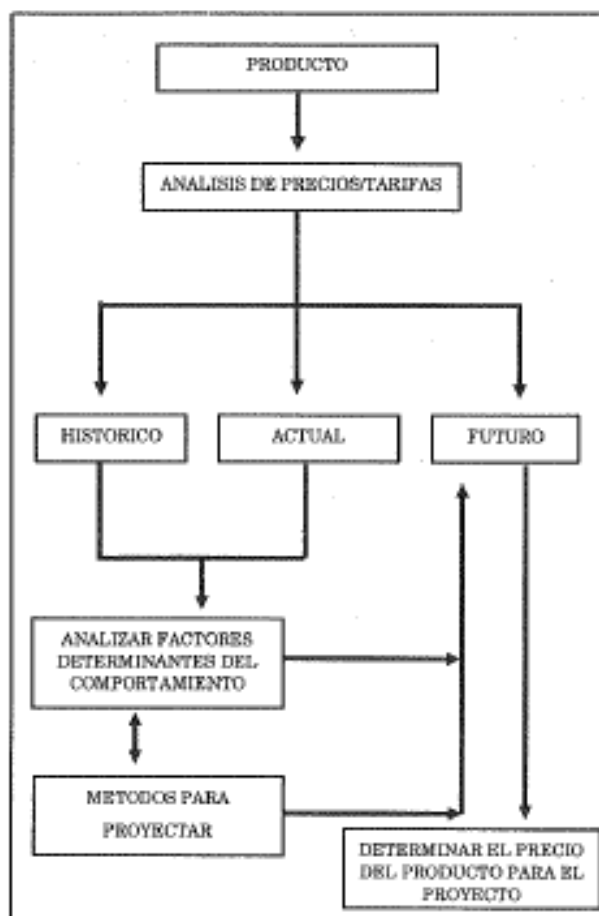 PRODUCTO
ANALISIS DE PRECIOS/TARIFAS
HISTORICO
ACTUAL
FUTURO
ANALIZAR FACTORES
DETERMINANTES DEL
COMPORTAMIENTO
METODOS PARA
PROYECTAR
DETERMINAR EL PRECIO
DEL PRODUCTO PARA EL
PROYECTO